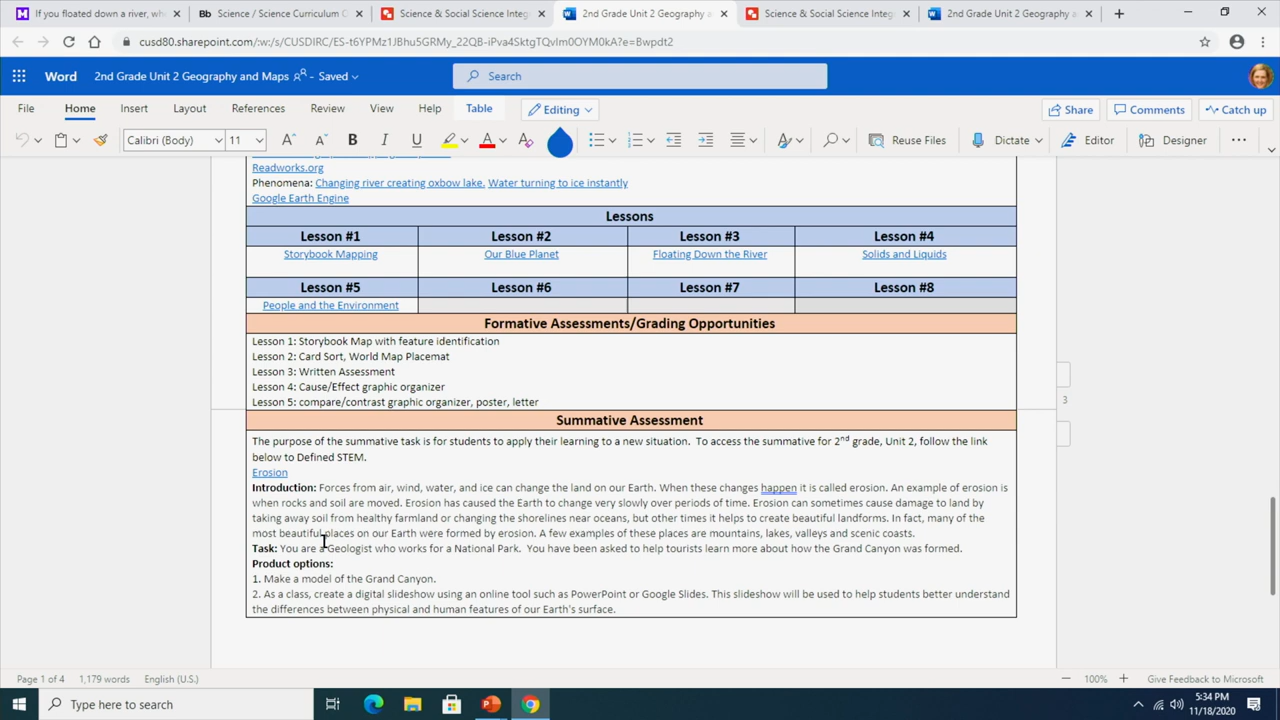 If you floated down a river, wh
Science / Science Curriculum C
Science & Social Science Integ
2nd Grade Unit 2 Geography a
Science & Social Science Integ
2nd Grade Unit 2 Geography a
cusd80.sharepoint.com/:w:/s/CUSDIRC/ES-t6YPMz1JBhu5GRMy_22QB-iPva4SktgTQvIm0OYM0kA?e=Bwpdt2
Word 2nd Grade Unit 2 Geography and Maps - Saved Search
File Home Insert Layout References Review View Help Table Editing Share Comments Catch up
Calibri (Body) 11 B I U A Reuse Files Dictate Editor Designer
Readworks.org
Phenomena: Changing river creating oxbow lake. Water turning to ice instantly
Google Earth Engine
Lessons
Lesson #1 Lesson #2 Lesson #3 Lesson #4
Storybook Mapping Our Blue Planet Floating Down the River Solids and Liquids
Lesson #5 Lesson #6 Lesson #7 Lesson #8
People and the Environment
Formative Assessments/Grading Opportunities
Lesson 1: Storybook Map with feature identification
Lesson 2: Card Sort, World Map Placemat
Lesson 3: Written Assessment
Lesson 4: Cause/Effect graphic organizer
Lesson 5: compare/contrast graphic organizer, poster, letter
3
Summative Assessment
The purpose of the summative task is for students to apply their learning to a new situation. To access the summative for 2nd grade, Unit 2, follow the link
below to Defined STEM.
Erosion
Introduction: Forces from air, wind, water, and ice can change the land on our Earth. When these changes happen it is called erosion. An example of erosion is
when rocks and soil are moved. Erosion has caused the Earth to change very slowly over periods of time. Erosion can sometimes cause damage to land by
taking away soil from healthy farmland or changing the shorelines near oceans, but other times it helps to create beautiful landforms. In fact, many of the
most beautiful places on our Earth were formed by erosion. A few examples of these places are mountains, lakes, valleys and scenic coasts.
Task: You are a Geologist who works for a National Park. You have been asked to help tourists learn more about how the Grand Canyon was formed.
Product options:
1. Make a model of the Grand Canyon.
2. As a class, create a digital slideshow using an online tool such as PowerPoint or Google Slides. This slideshow will be used to help students better understand
the differences between physical and human features of our Earth's surface.
Page 1 of 4 1,179 words English (U.S.) 100% Give Feedback to Microsoft
Type here to search
5:34 PM
11/18/2020